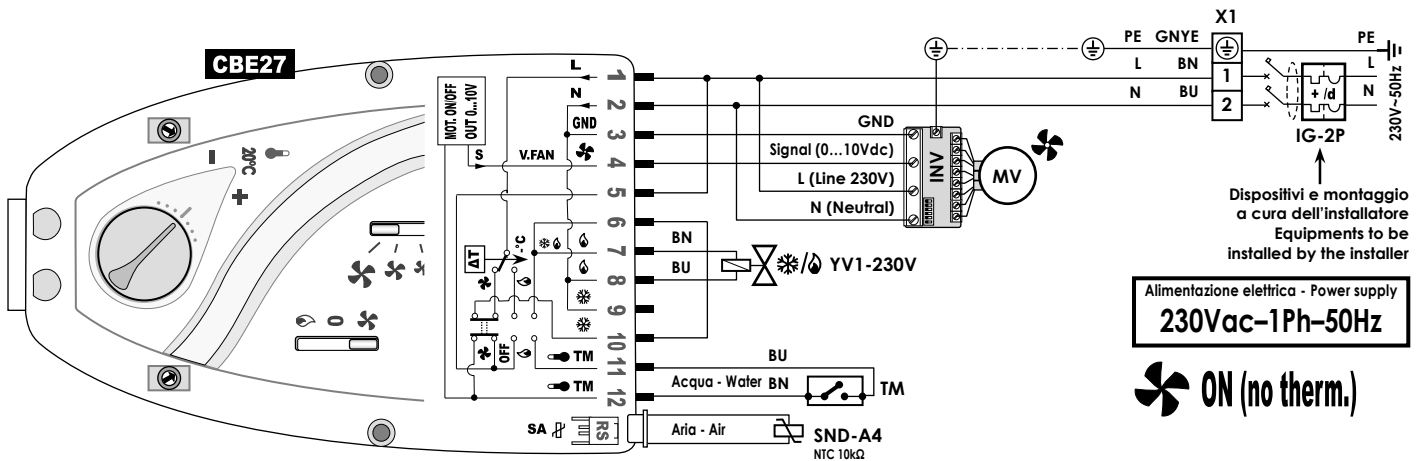 CBE27
20°C
-
+
0
MOT. ON/OFF
OUT 0...10V
L
N
GND
S
V.FAN
ΔT
-°C
OFF
TM
TM
SA
RS
1
2
3
4
5
6
7
8
9
10
11
12
GND
Signal (0...10Vdc)
L (Line 230V)
N (Neutral)
INV
MV
BN
BU
YV1-230V
BU
Acqua - Water
BN
TM
Aria - Air
SND-A4
NTC 10kΩ
X1
PE
GNYE
L
BN
1
N
BU
2
+ /d
IG-2P
PE
L
N
230V~50Hz
Dispositivi e montaggio
a cura dell'installatore
Equipments to be
installed by the installer
Alimentazione elettrica - Power supply
230Vac–1Ph–50Hz
ON (no therm.)